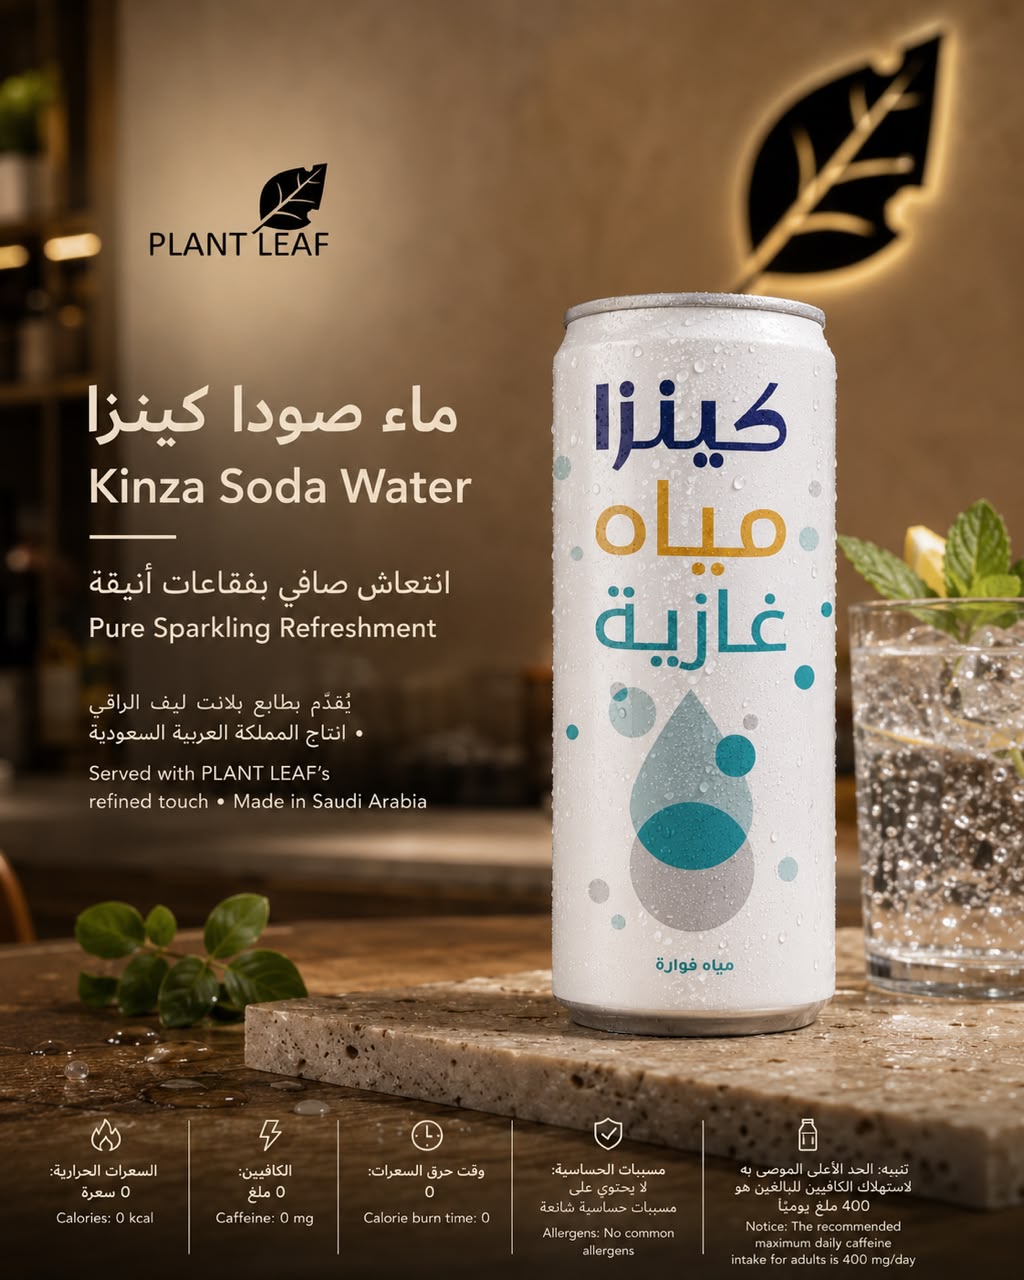 PLANT LEAF
ماء صودا كينزا
Kinza Soda Water
انتعاش صافي بفقاعات أنيقة
Pure Sparkling Refreshment
يُقدّم بطابع بلانت ليف الراقي
• انتاج المملكة العربية السعودية
Served with PLANT LEAF's
refined touch • Made in Saudi Arabia
كينزا
مياه
غازية
مياه فوارة
السعرات الحرارية:
0 سعرة
Calories: 0 kcal
الكافيين:
0 ملغ
Caffeine: 0 mg
وقت حرق السعرات:
0
Calorie burn time: 0
مسببات الحساسية:
لا يحتوي على
مسببات حساسية شائعة
Allergens: No common
allergens
تنبيه: الحد الأعلى الموصى به
لاستهلاك الكافيين للبالغين هو
400 ملغ يوميًا
Notice: The recommended
maximum daily caffeine
intake for adults is 400 mg/day